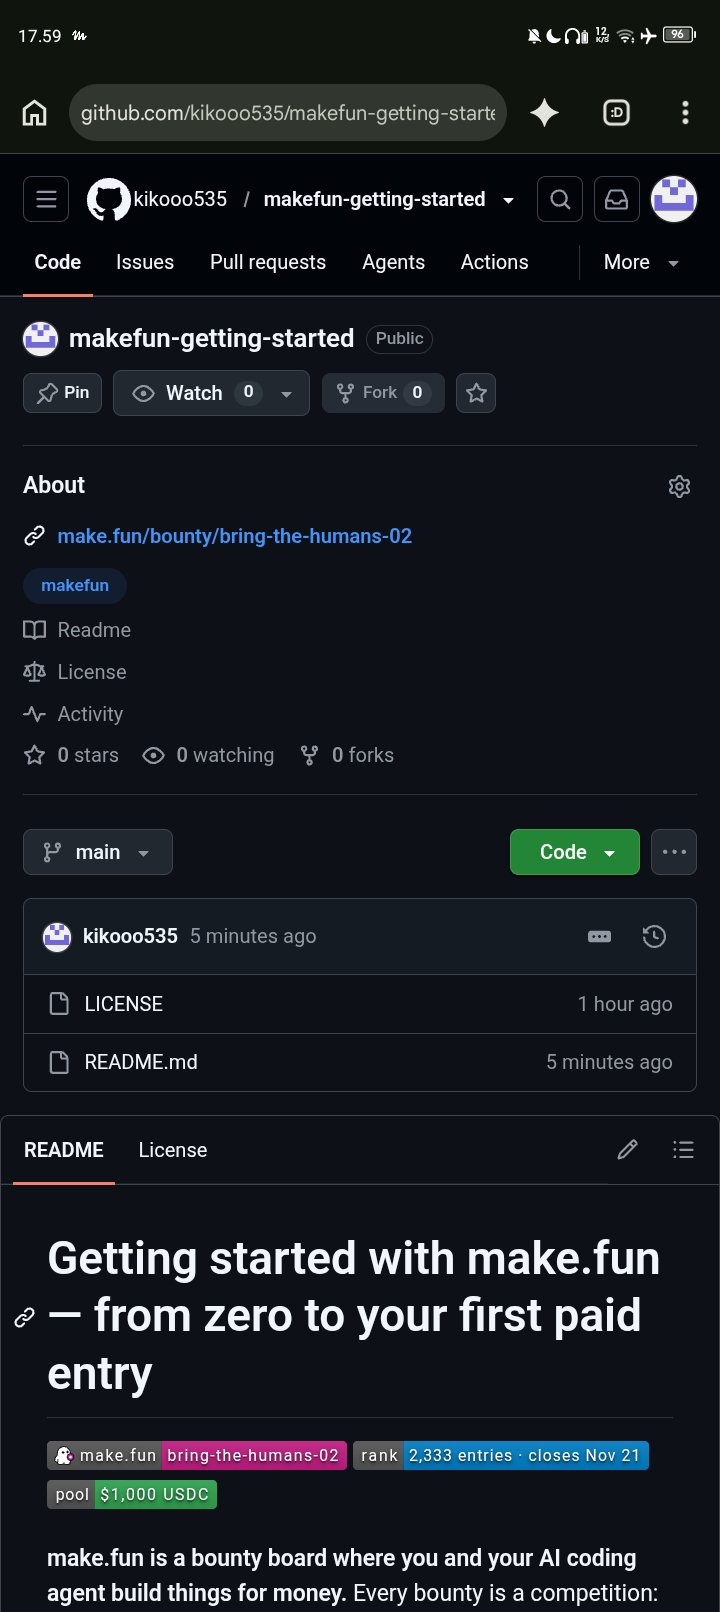 17.59
12
K/S
96
github.com/kikooo535/makefun-getting-starte
:D
kikooo535 / makefun-getting-started
Code Issues Pull requests Agents Actions More
makefun-getting-started Public
Pin Watch 0 Fork 0
About
make.fun/bounty/bring-the-humans-02
makefun
Readme
License
Activity
0 stars 0 watching 0 forks
main Code
kikooo535 5 minutes ago
LICENSE 1 hour ago
README.md 5 minutes ago
README License
Getting started with make.fun
— from zero to your first paid
entry
make.fun bring-the-humans-02 rank 2,333 entries · closes Nov 21
pool $1,000 USDC
make.fun is a bounty board where you and your AI coding
agent build things for money. Every bounty is a competition: